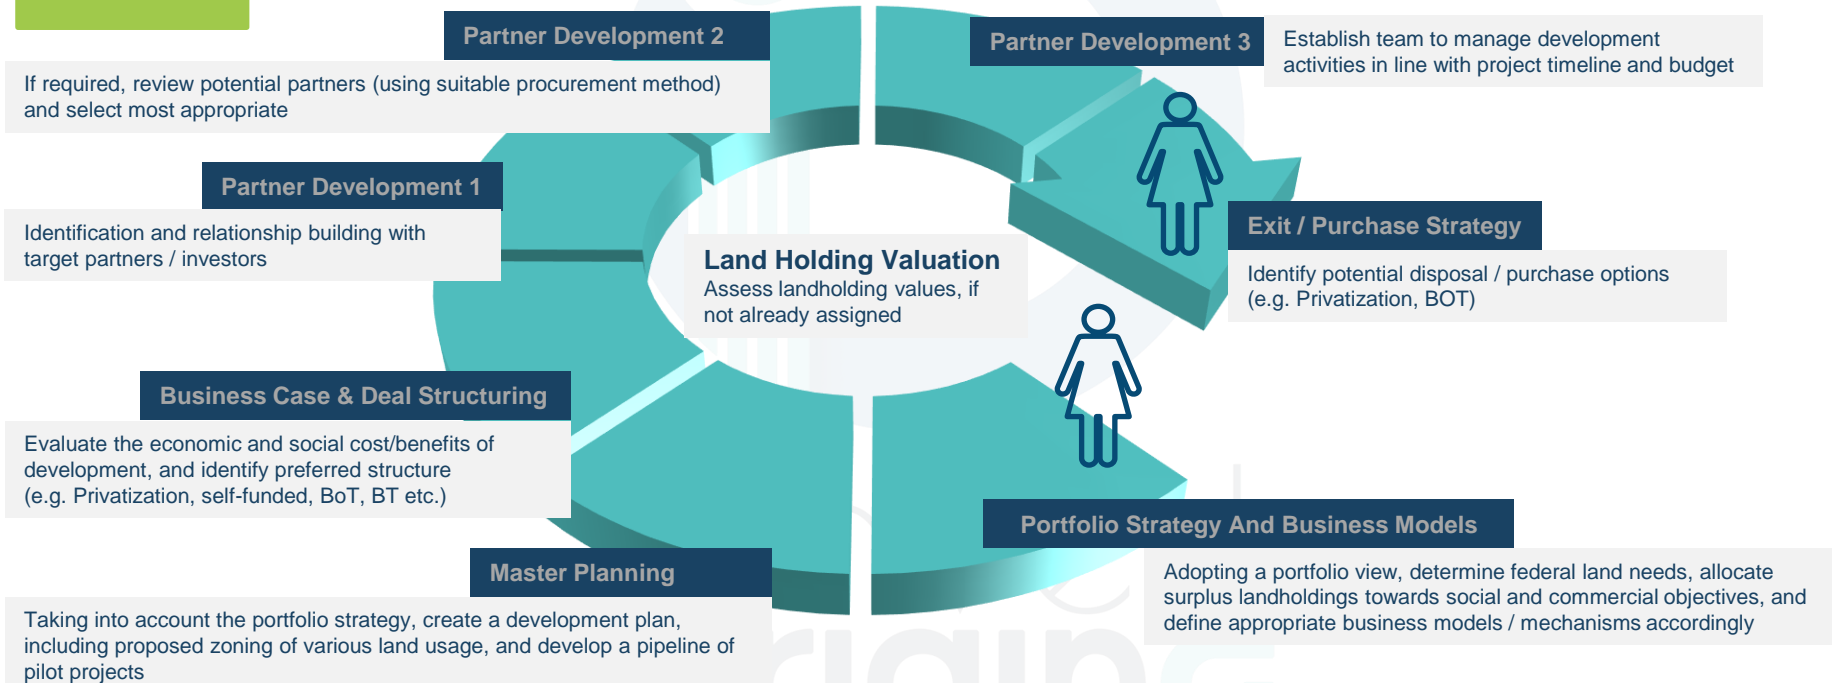 Partner Development 2
If required, review potential partners (using suitable procurement method)
and select most appropriate
Partner Development 3
Establish team to manage development
activities in line with project timeline and budget
Partner Development 1
Identification and relationship building with
target partners / investors
Land Holding Valuation
Assess landholding values, if
not already assigned
Exit / Purchase Strategy
Identify potential disposal / purchase options
(e.g. Privatization, BOT)
Business Case & Deal Structuring
Evaluate the economic and social cost/benefits of
development, and identify preferred structure
(e.g. Privatization, self-funded, BoT, BT etc.)
Portfolio Strategy And Business Models
Adopting a portfolio view, determine federal land needs, allocate
surplus landholdings towards social and commercial objectives, and
define appropriate business models / mechanisms accordingly
Master Planning
Taking into account the portfolio strategy, create a development plan,
including proposed zoning of various land usage, and develop a pipeline of
pilot projects